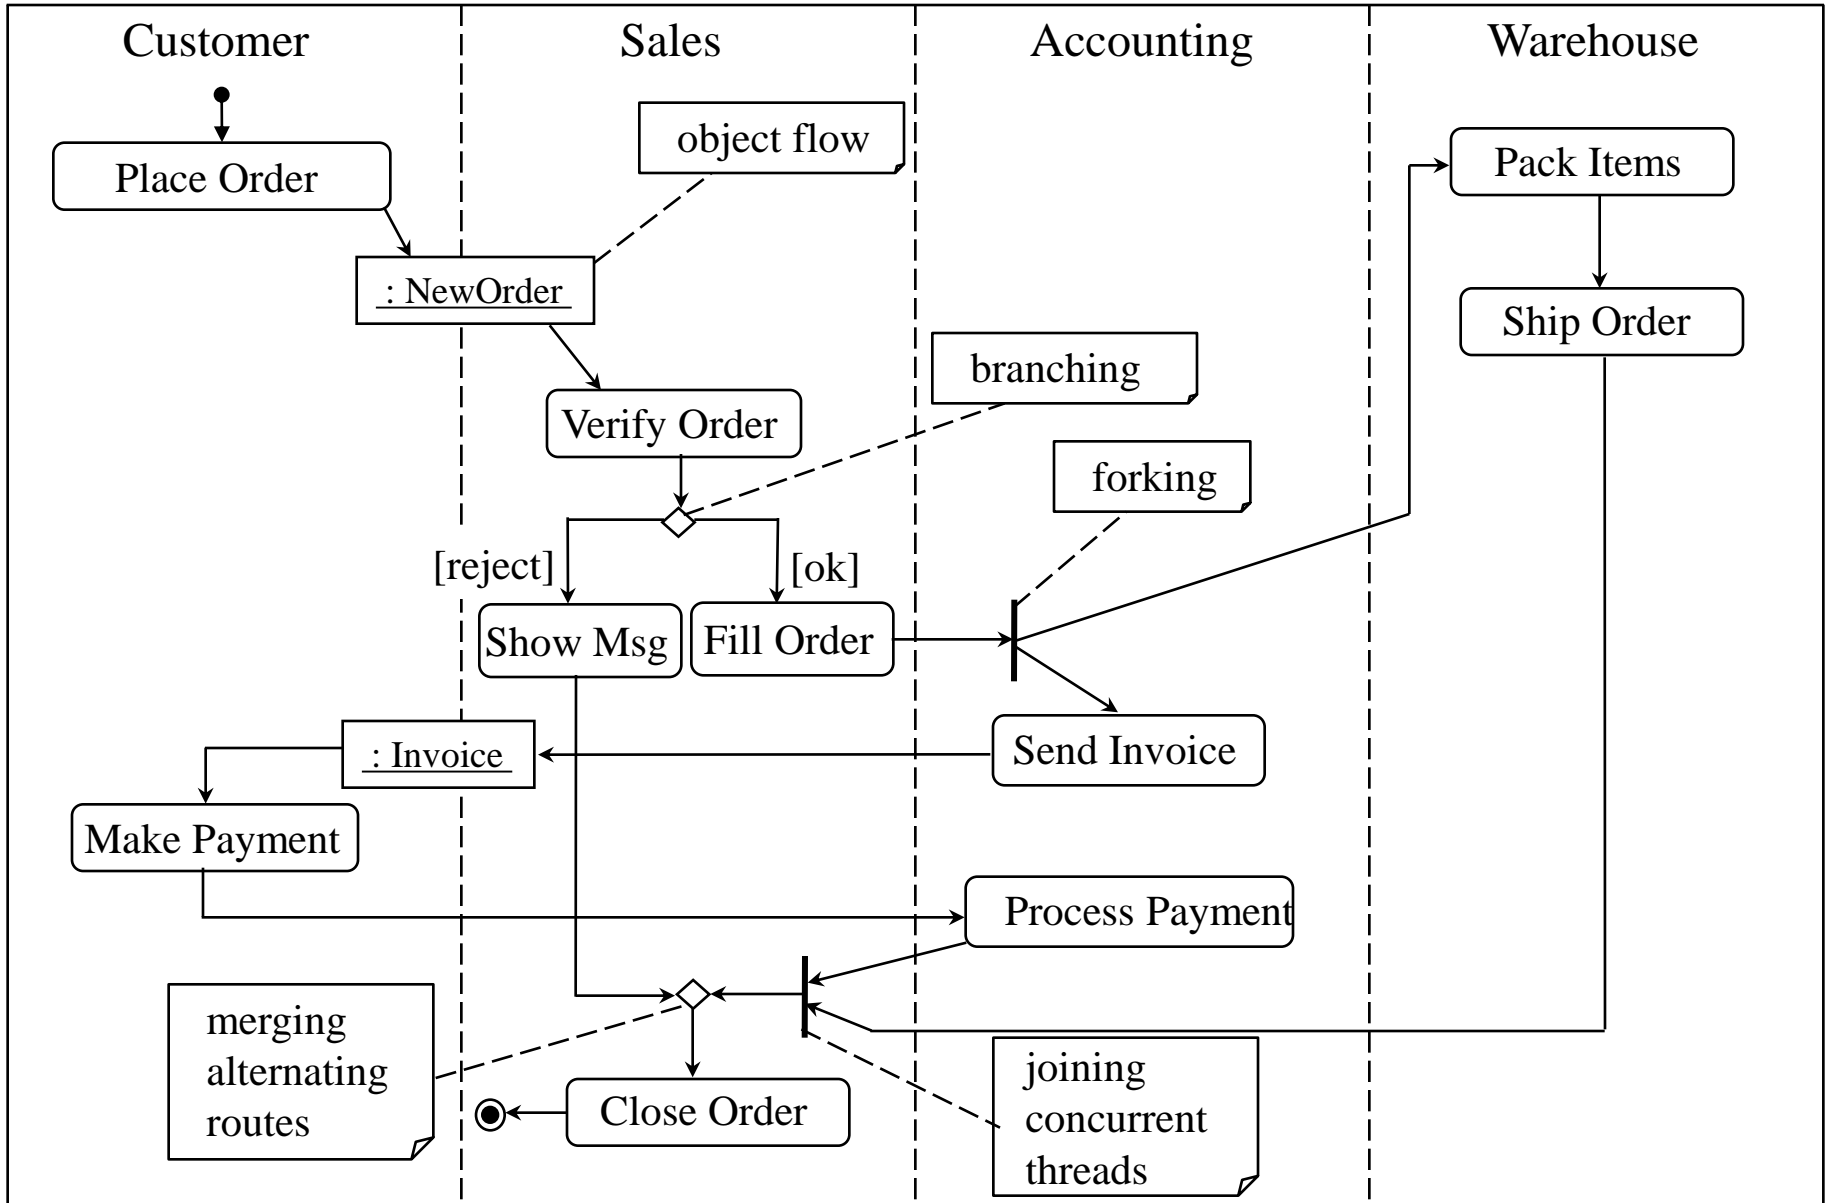 Customer
Sales
Accounting
Warehouse
object flow
Place Order
Pack Items
: NewOrder
Ship Order
branching
Verify Order
forking
[reject]
[ok]
Show Msg
Fill Order
: Invoice
Send Invoice
Make Payment
Process Payment
merging
alternating
routes
joining
concurrent
threads
Close Order